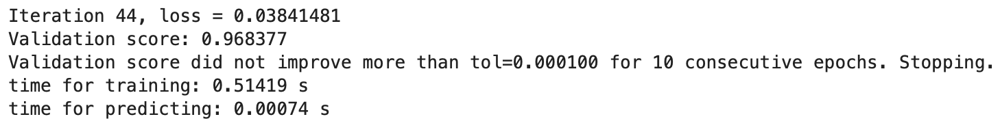 Iteration 44, loss = 0.03841481
Validation score: 0.968377
Validation score did not improve more than tol=0.000100 for 10 consecutive epochs. Stopping.
time for training: 0.51419 s
time for predicting: 0.00074 s